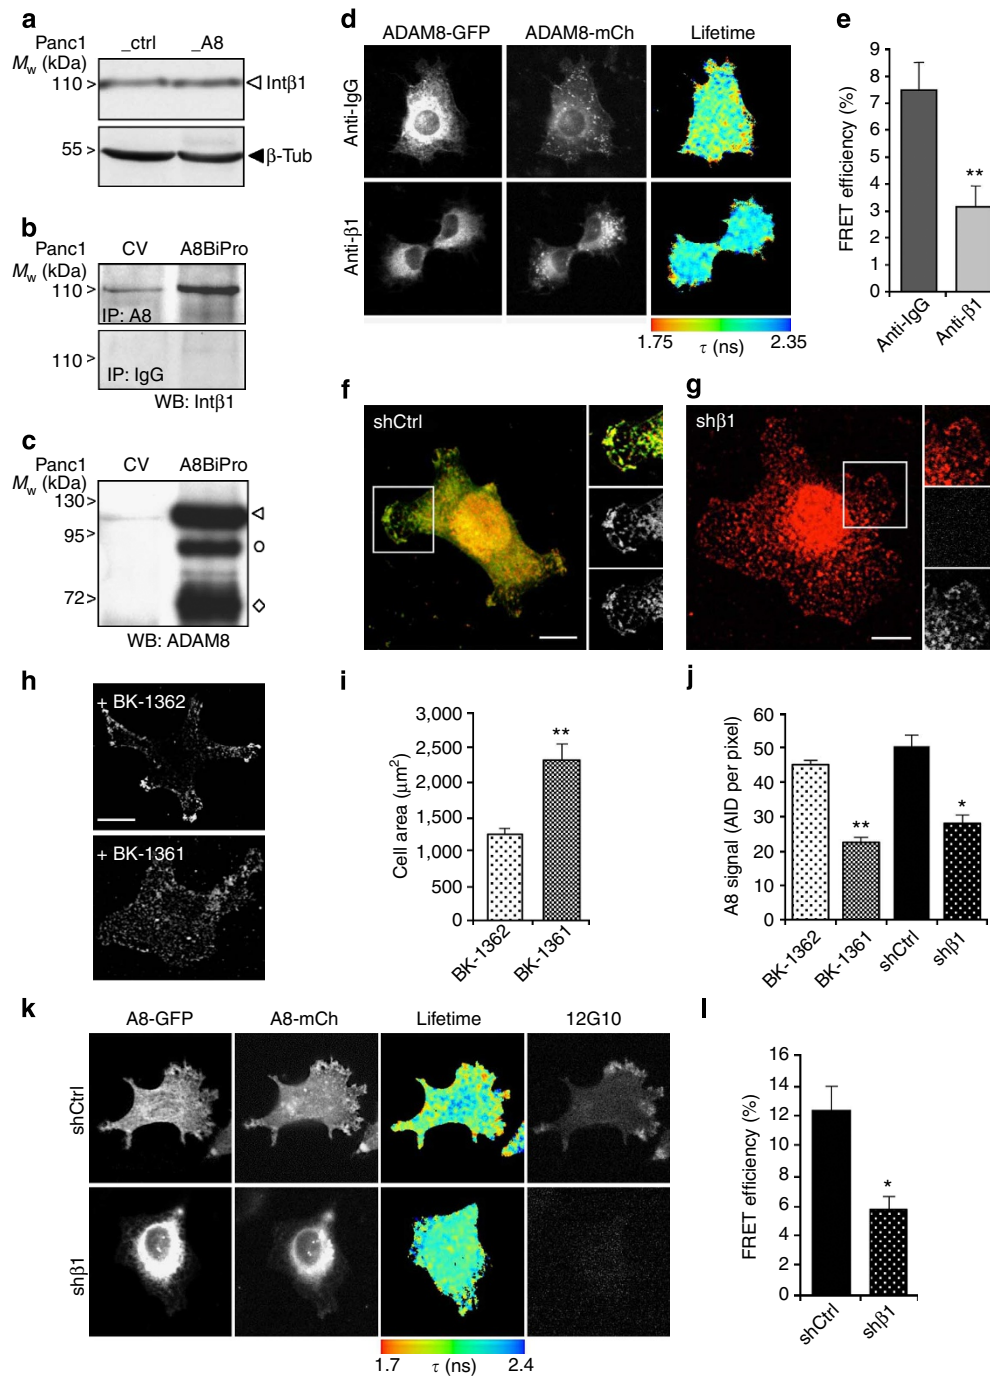 a
Panc1 _ctrl _A8
Mw (kDa)
110 > Intβ1
55 > β-Tub
b
Panc1 CV A8BiPro
Mw (kDa)
110 >
IP: A8
110 >
IP: IgG
WB: Intβ1
c
Panc1 CV A8BiPro
Mw (kDa)
130 >
95 >
72 >
WB: ADAM8
d
ADAM8-GFP ADAM8-mCh Lifetime
Anti-IgG
Anti-β1
1.75 τ (ns) 2.35
e
FRET efficiency (%)
9
8
7
6
5
4
3
2
1
0
**
Anti-IgG Anti-β1
f
shCtrl
g
shβ1
h
+ BK-1362
+ BK-1361
i
Cell area (μm²)
3,000
2,500
2,000
1,500
1,000
500
0
**
BK-1362 BK-1361
j
A8 signal (AID per pixel)
60
50
40
30
20
10
0
**
*
BK-1362 BK-1361 shCtrl shβ1
k
A8-GFP A8-mCh Lifetime 12G10
shCtrl
shβ1
1.7 τ (ns) 2.4
l
FRET efficiency (%)
16
14
12
10
8
6
4
2
0
*
shCtrl shβ1